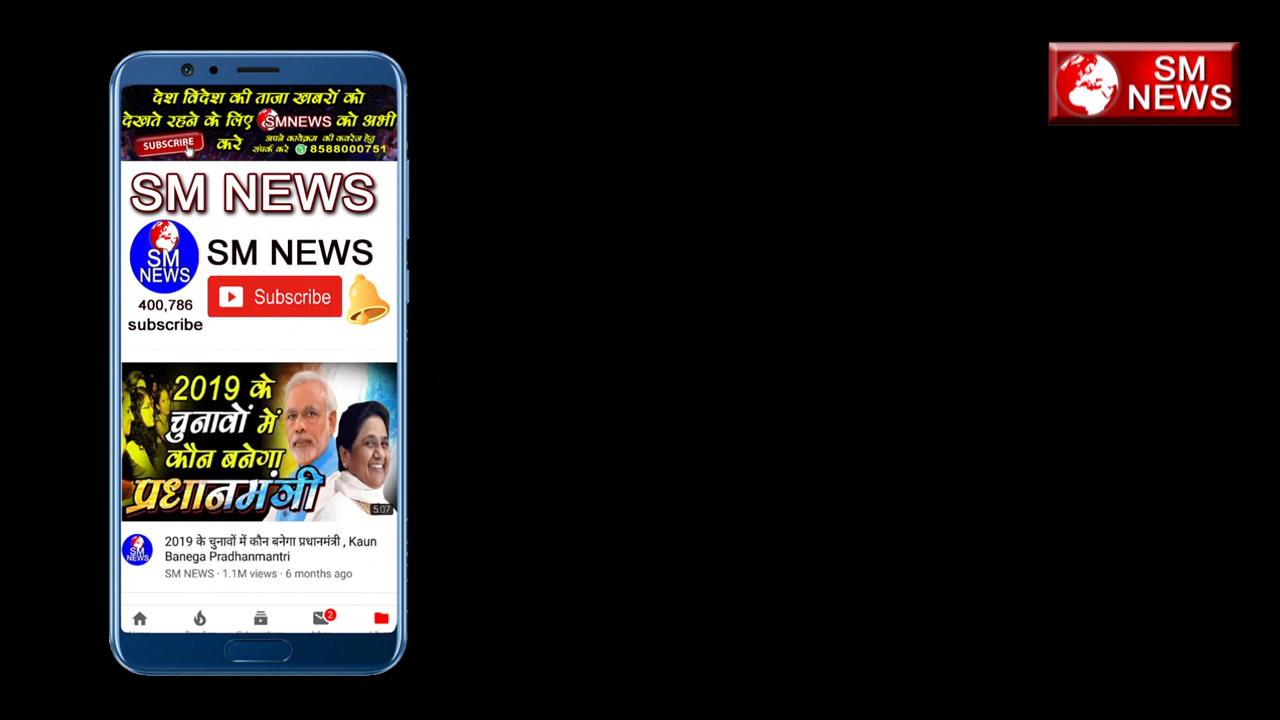 देश विदेश की ताजा खबरों को
देखते रहने के लिए SMNEWS को अभी
SUBSCRIBE करे
अपने कार्यक्रम की कवरेज हेतु
संपर्क करे 8588000751
SM NEWS
SM
NEWS
SM NEWS
Subscribe
400,786
subscribe
2019 के
चुनावों में
कौन बनेगा
प्रधानमंत्री
5:07
SM
NEWS
2019 के चुनावों में कौन बनेगा प्रधानमंत्री , Kaun
Banega Pradhanmantri
SM NEWS · 1.1M views · 6 months ago
2
SM
NEWS